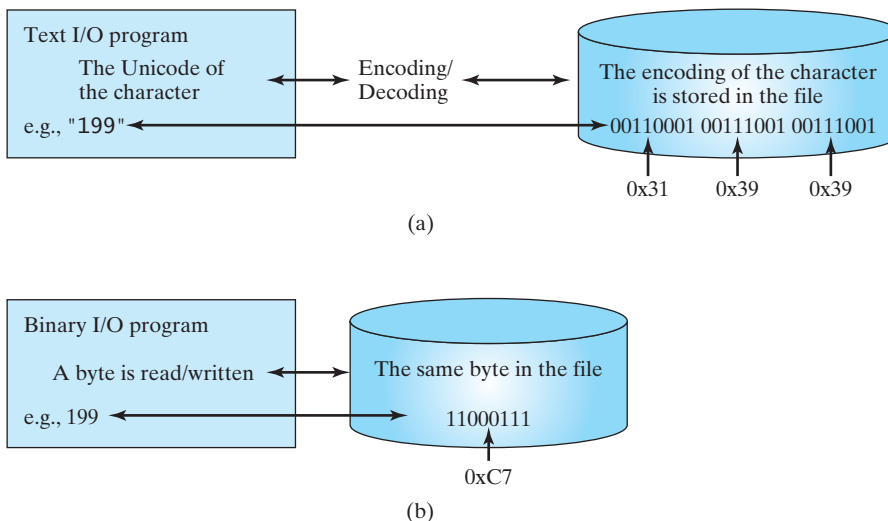 Text I/O program
The Unicode of
the character
Encoding/
Decoding
The encoding of the character
is stored in the file
e.g., "199"
00110001 00111001 00111001
0x31 0x39 0x39
(a)
Binary I/O program
A byte is read/written
The same byte in the file
e.g., 199
11000111
0xC7
(b)